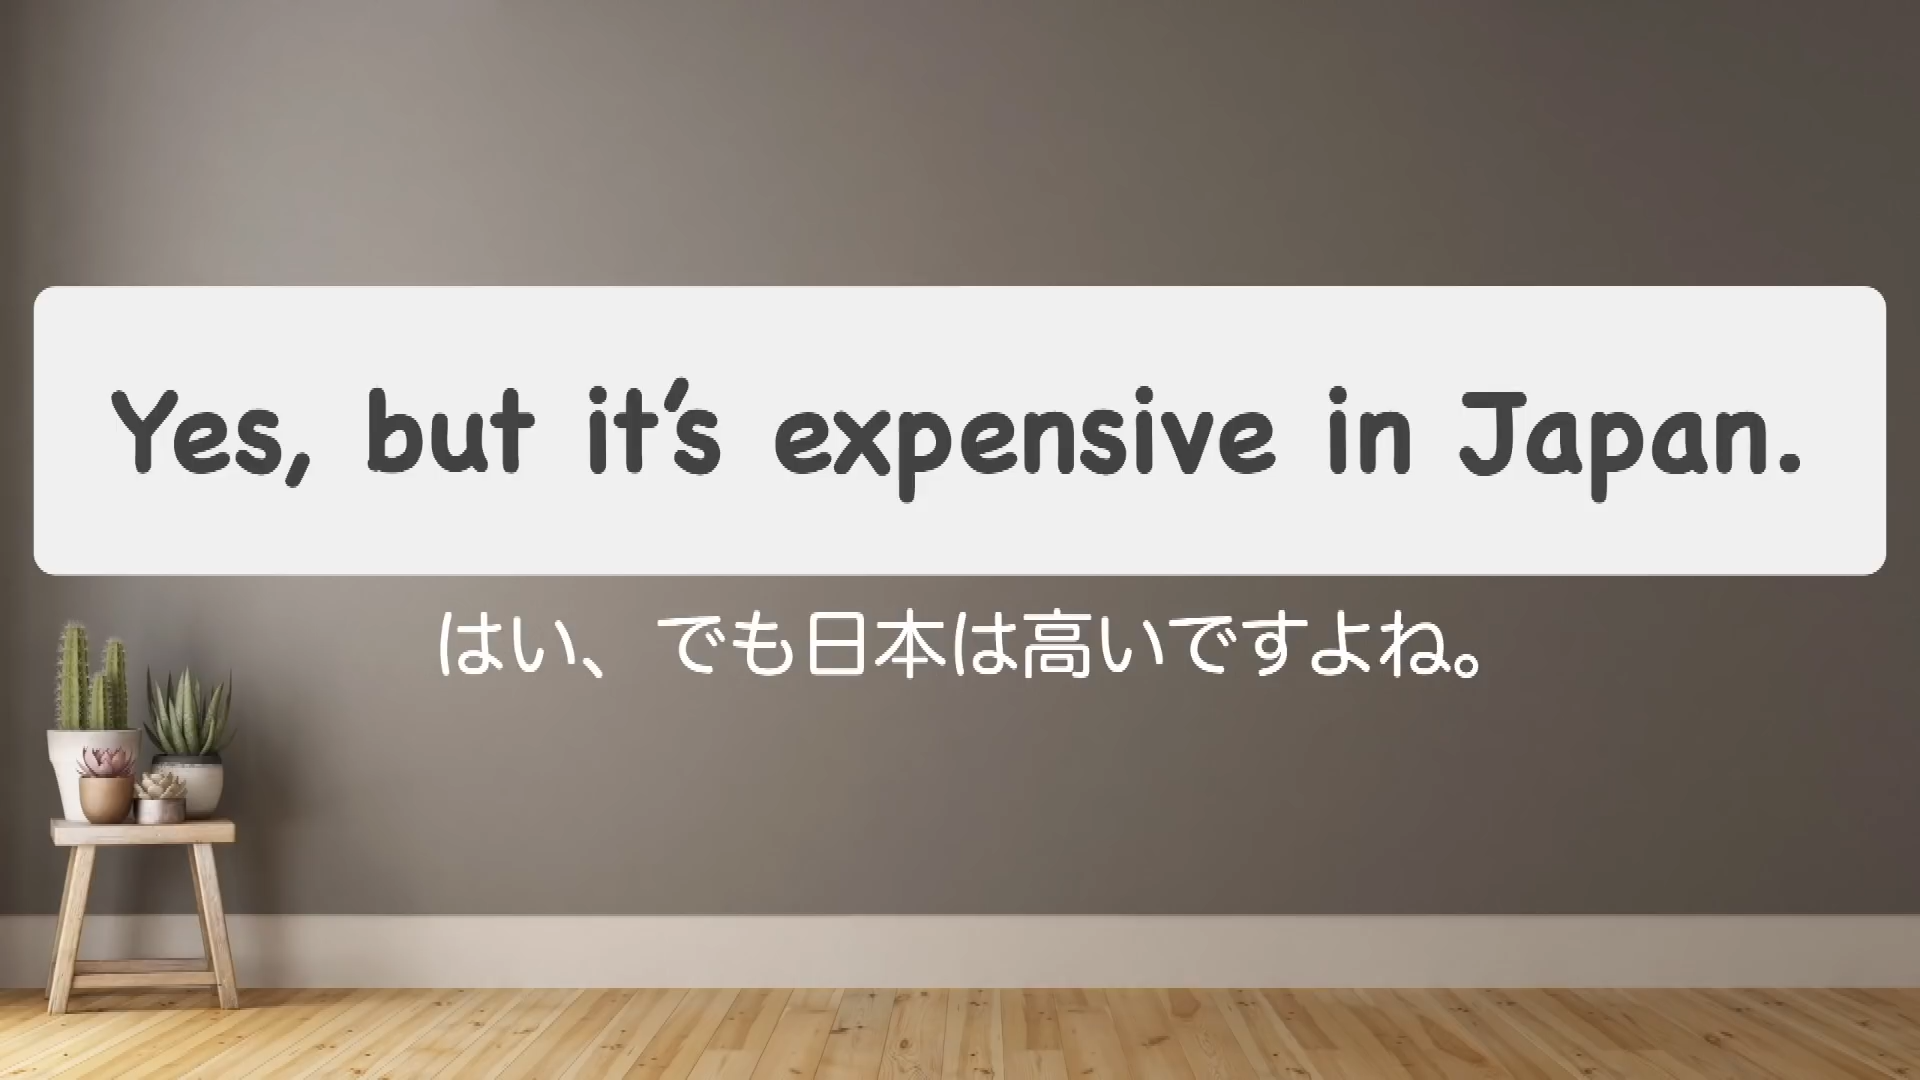 Yes, but it’s expensive in Japan.
はい、でも日本は高いですよね。